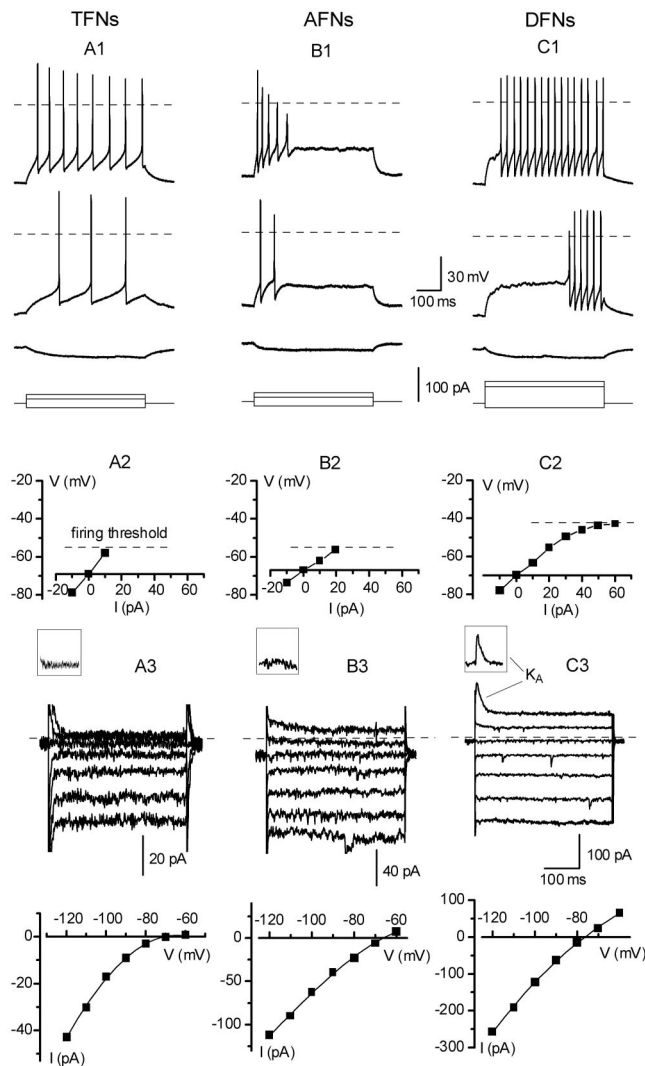 TFNs AFNs DFNs
A1 B1 C1
30 mV
100 ms
100 pA
A2 B2 C2
-20 V (mV) -20 V (mV) -20 V (mV)
-40 -40 -40
firing threshold
-60 -60 -60
0 20 40 60 0 20 40 60 0 20 40 60
-80 I (pA) -80 I (pA) -80 I (pA)
A3 B3 C3
KA
20 pA 40 pA 100 pA
100 ms
-120 -100 -80 -60 -120 -100 -80 -60 -120 -100 -80
0 V (mV) 0 V (mV) 100 V (mV)
0
-20 -50 -100
-40 -100 -200
I (pA) I (pA) -300 I (pA)